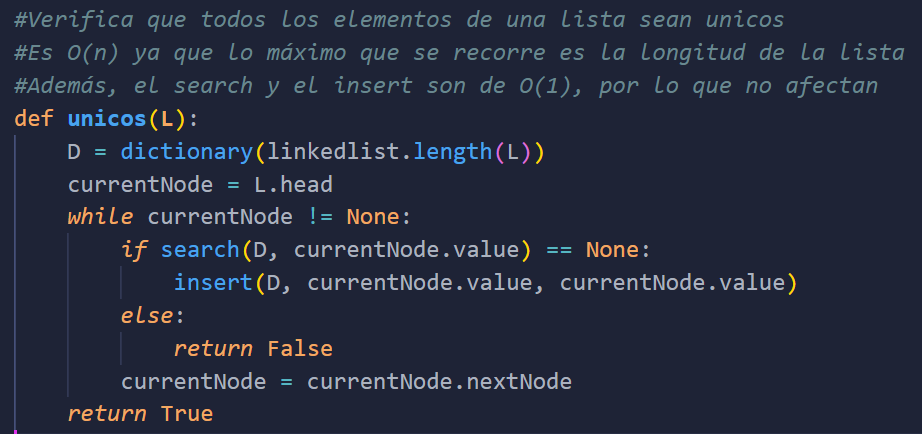 #Verifica que todos los elementos de una lista sean unicos
#Es O(n) ya que lo máximo que se recorre es la longitud de la lista
#Además, el search y el insert son de O(1), por lo que no afectan
def unicos(L):
    D = dictionary(linkedlist.length(L))
    currentNode = L.head
    while currentNode != None:
        if search(D, currentNode.value) == None:
            insert(D, currentNode.value, currentNode.value)
        else:
            return False
        currentNode = currentNode.nextNode
    return True